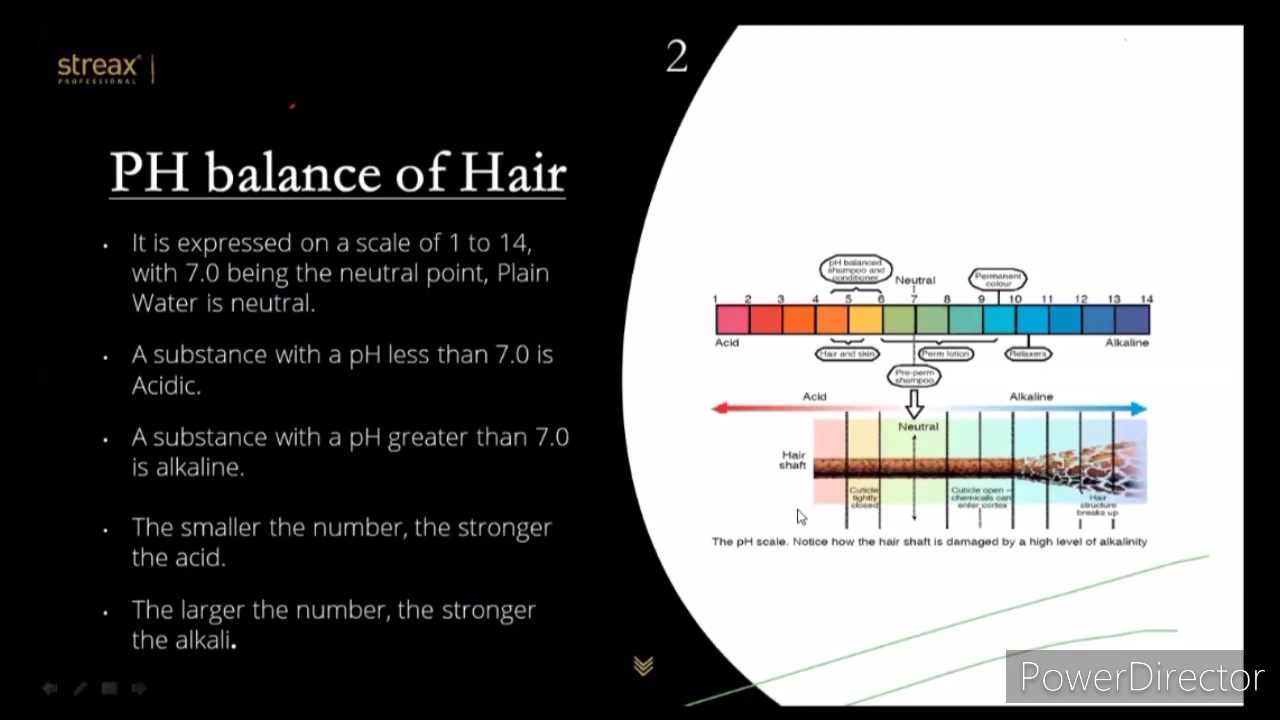 streax®
PROFESSIONAL
2
PH balance of Hair
• It is expressed on a scale of 1 to 14,
with 7.0 being the neutral point, Plain
Water is neutral.
• A substance with a pH less than 7.0 is
Acidic.
• A substance with a pH greater than 7.0
is alkaline.
• The smaller the number, the stronger
the acid.
• The larger the number, the stronger
the alkali.
pH balanced
shampoo and
conditioner
Neutral
Permanent
colour
1 2 3 4 5 6 7 8 9 10 11 12 13 14
Acid
Alkaline
Hair and skin
Perm lotion
Relaxers
Pre-perm
shampoo
Acid
Alkaline
Neutral
Hair
shaft
Cuticle
tightly
closed
Cuticle open –
chemicals can
enter cortex
Hair
structure
breaks up
The pH scale. Notice how the hair shaft is damaged by a high level of alkalinity
PowerDirector